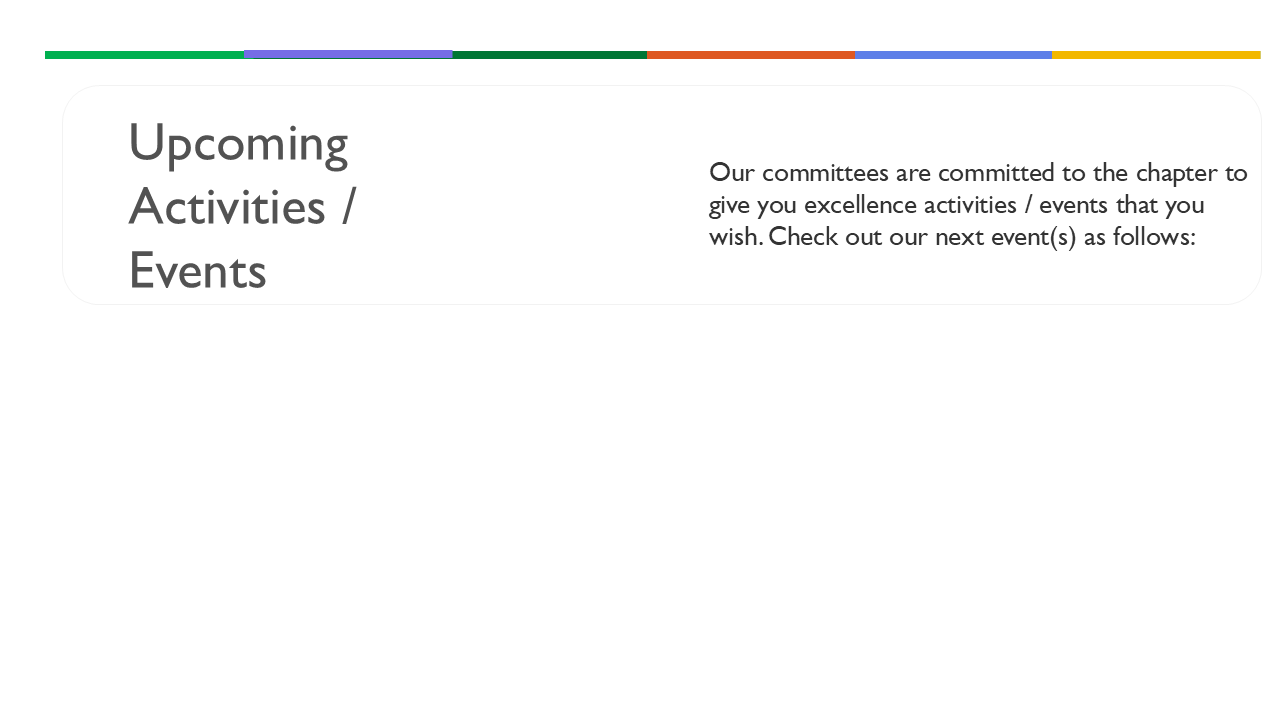 Upcoming
Activities /
Events
Our committees are committed to the chapter to
give you excellence activities / events that you
wish. Check out our next event(s) as follows: